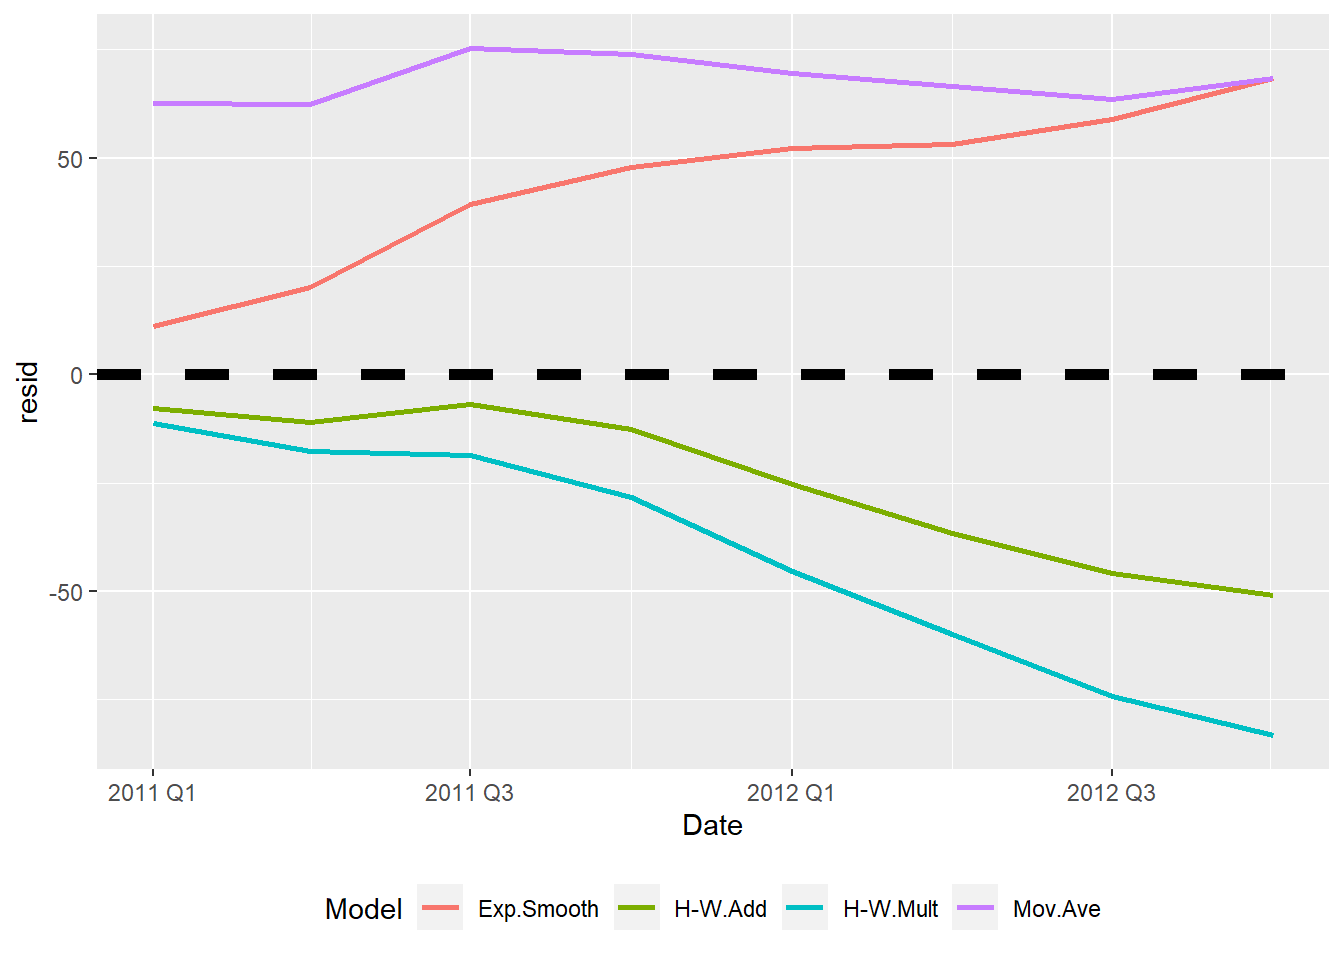 50
0
-50
resid
2011 Q1 2011 Q3 2012 Q1 2012 Q3
Date
Model Exp.Smooth H-W.Add H-W.Mult Mov.Ave